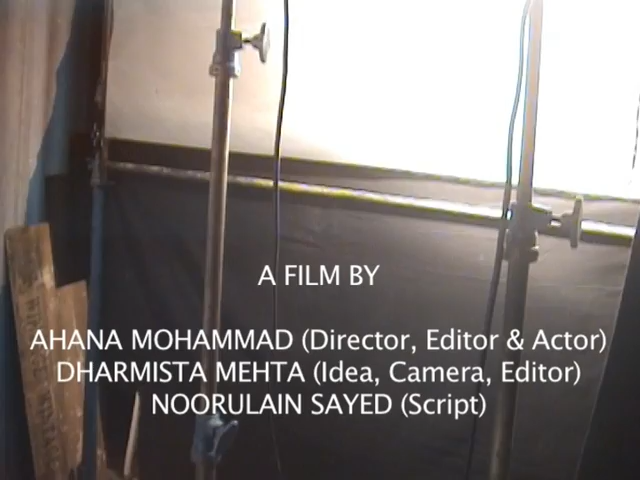 A FILM BY
AHANA MOHAMMAD (Director, Editor & Actor)
DHARMISTA MEHTA (Idea, Camera, Editor)
NOORULAIN SAYED (Script)